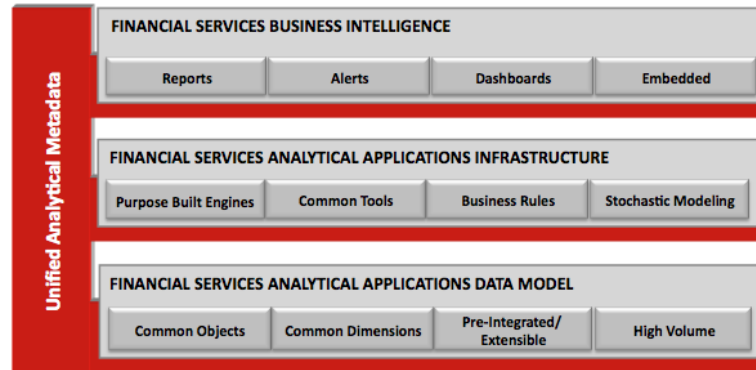 Unified Analytical Metadata
FINANCIAL SERVICES BUSINESS INTELLIGENCE
Reports
Alerts
Dashboards
Embedded
FINANCIAL SERVICES ANALYTICAL APPLICATIONS INFRASTRUCTURE
Purpose Built Engines
Common Tools
Business Rules
Stochastic Modeling
FINANCIAL SERVICES ANALYTICAL APPLICATIONS DATA MODEL
Common Objects
Common Dimensions
Pre-Integrated/
Extensible
High Volume